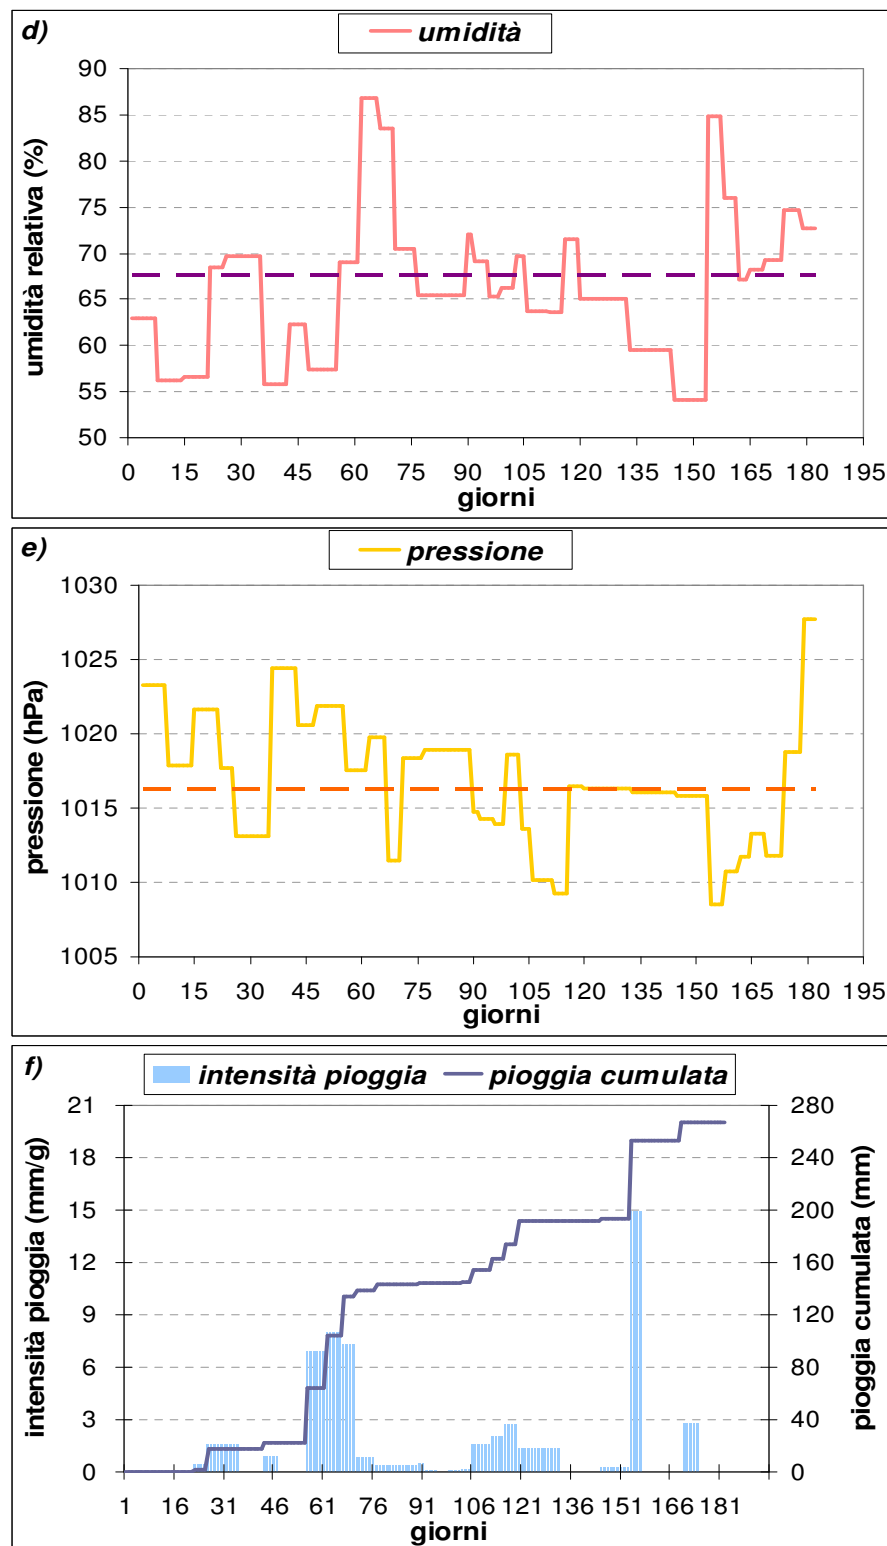 d)
umidità
umidità relativa (%)
90
85
80
75
70
65
60
55
50
0 15 30 45 60 75 90 105 120 135 150 165 180 195
giorni
e)
pressione
pressione (hPa)
1030
1025
1020
1015
1010
1005
0 15 30 45 60 75 90 105 120 135 150 165 180 195
giorni
f)
intensità pioggia pioggia cumulata
intensità pioggia (mm/g)
21
18
15
12
9
6
3
0
280
240
200
160
120
80
40
0
pioggia cumulata (mm)
1 16 31 46 61 76 91 106 121 136 151 166 181
giorni